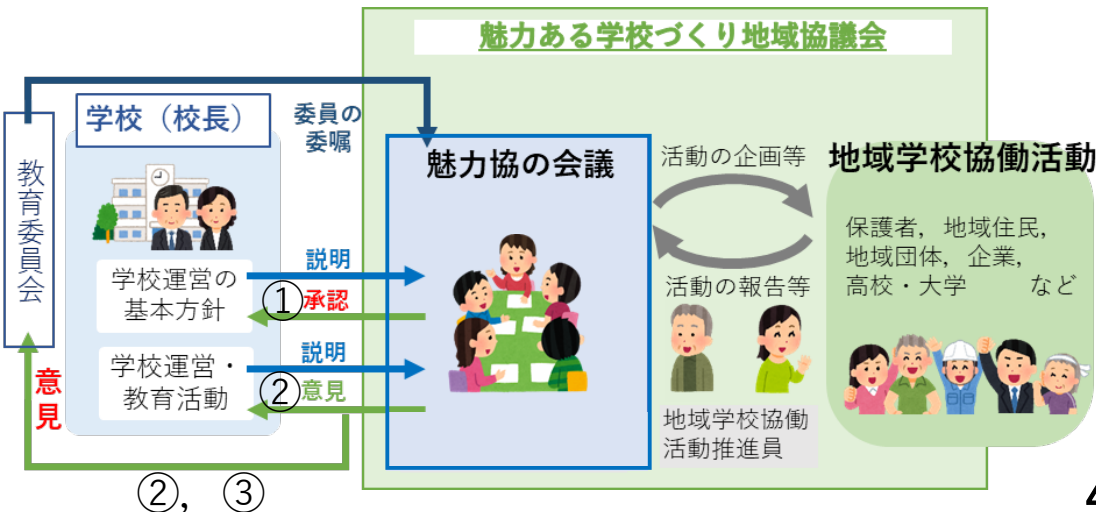 魅力ある学校づくり地域協議会
教育委員会
学校（校長）
委員の
委嘱
魅力協の会議
活動の企画等
地域学校協働活動
保護者，地域住民，
地域団体，企業，
高校・大学　など
学校運営の
基本方針
説明
①承認
活動の報告等
学校運営・
教育活動
説明
②意見
意見
地域学校協働
活動推進員
②，③